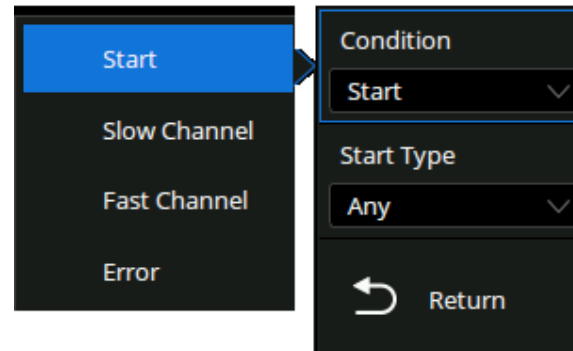 Start
Slow Channel
Fast Channel
Error
Condition
Start
Start Type
Any
Return